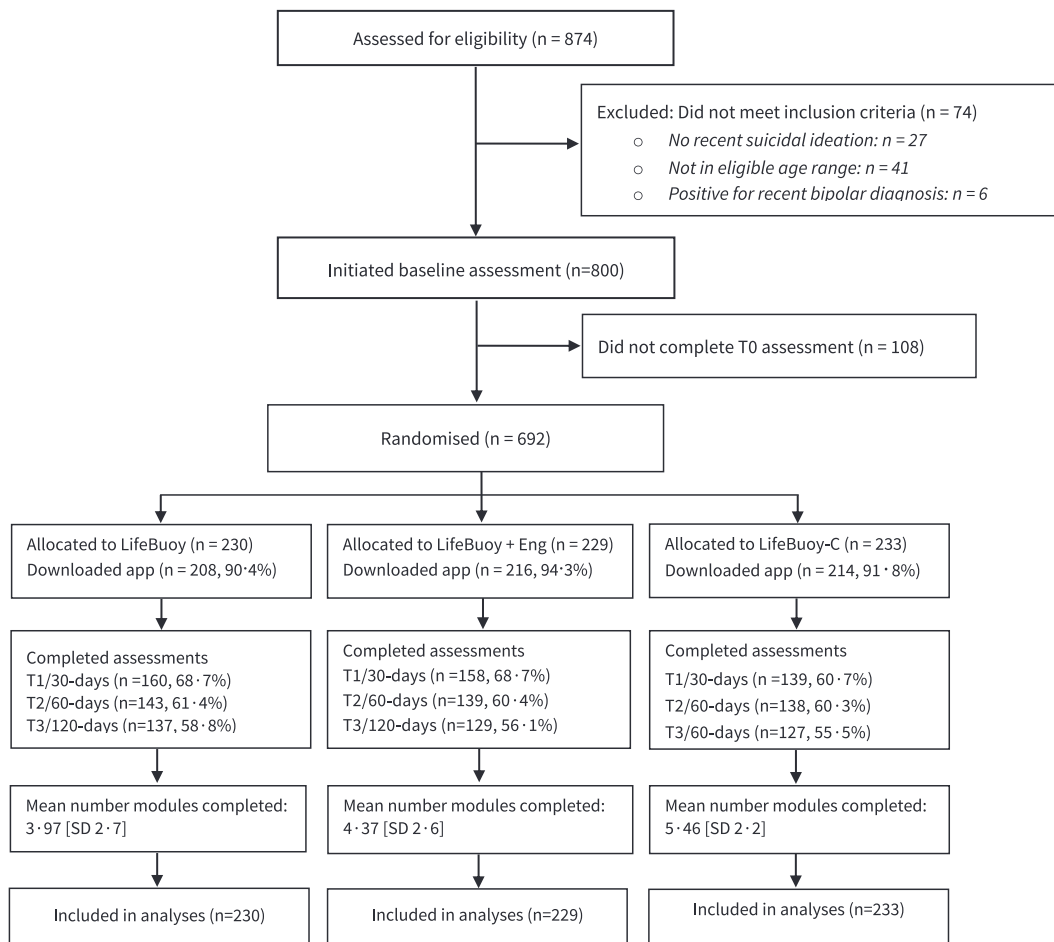 Assessed for eligibility (n = 874)
Excluded: Did not meet inclusion criteria (n = 74)
o No recent suicidal ideation: n = 27
o Not in eligible age range: n = 41
o Positive for recent bipolar diagnosis: n = 6
Initiated baseline assessment (n=800)
Did not complete T0 assessment (n = 108)
Randomised (n = 692)
Allocated to LifeBuoy (n = 230)
Downloaded app (n = 208, 90·4%)
Allocated to LifeBuoy + Eng (n = 229)
Downloaded app (n = 216, 94·3%)
Allocated to LifeBuoy-C (n = 233)
Downloaded app (n = 214, 91·8%)
Completed assessments
T1/30-days (n =160, 68·7%)
T2/60-days (n=143, 61·4%)
T3/120-days (n=137, 58·8%)
Completed assessments
T1/30-days (n=158, 68·7%)
T2/60-days (n=139, 60·4%)
T3/120-days (n=129, 56·1%)
Completed assessments
T1/30-days (n=139, 60·7%)
T2/60-days (n=138, 60·3%)
T3/60-days (n=127, 55·5%)
Mean number modules completed:
3·97 [SD 2·7]
Mean number modules completed:
4·37 [SD 2·6]
Mean number modules completed:
5·46 [SD 2·2]
Included in analyses (n=230)
Included in analyses (n=229)
Included in analyses (n=233)